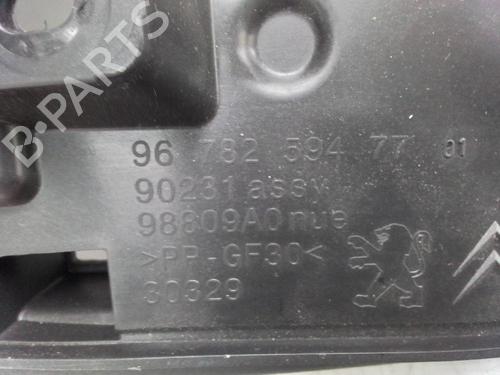 B-PARTS
96 782 594 77 01
90231 assy
98809A0 nue
>PP-GF30<
30329